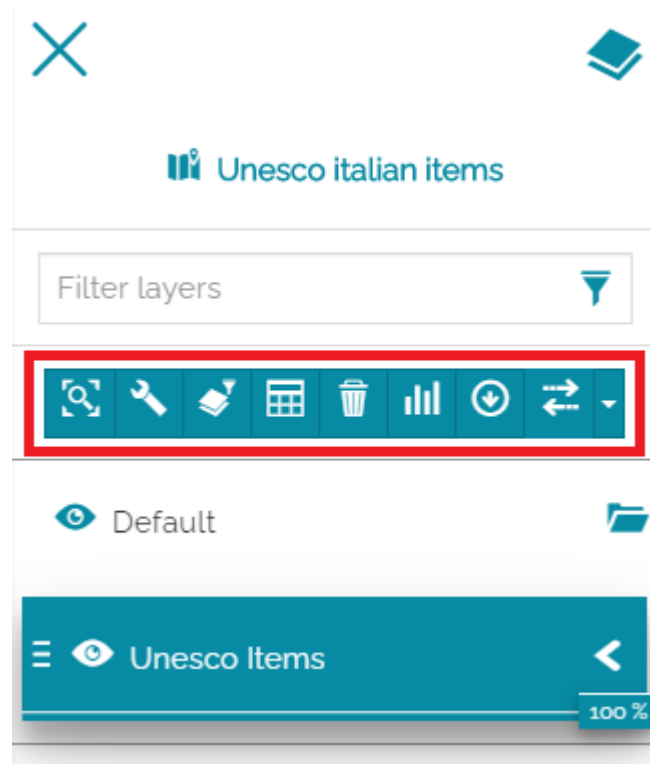 Unesco italian items
Filter layers
Default
Unesco Items
100 %